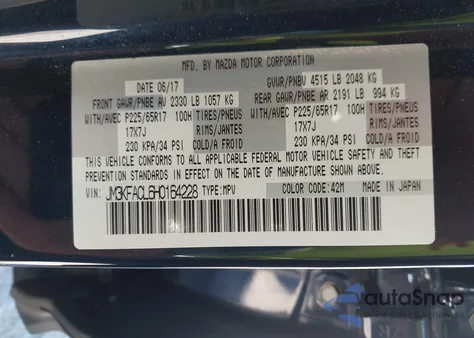 MFD. BY MAZDA MOTOR CORPORATION
DATE 06/17 GVWR/PNBV 4515 LB 2048 KG
FRONT GAWR/PNBE AV 2330 LB 1057 KG REAR GAWR/PNBE AR 2191 LB 994 KG
WITH/AVEC P225/65R17 100H TIRES/PNEUS WITH/AVEC P225/65R17 100H TIRES/PNEUS
17X7J RIMS/JANTES 17X7J RIMS/JANTES
230 KPA/34 PSI COLD/A FROID 230 KPA/34 PSI COLD/A FROID
THIS VEHICLE CONFORMS TO ALL APPLICABLE FEDERAL MOTOR VEHICLE SAFETY AND THEFT
PREVENTION STANDARDS IN EFFECT ON THE DATE OF MANUFACTURE SHOWN ABOVE.
VIN: JM3KFACL6H0164228 TYPE:MPV COLOR CODE:42M MADE IN JAPAN
autoSnap